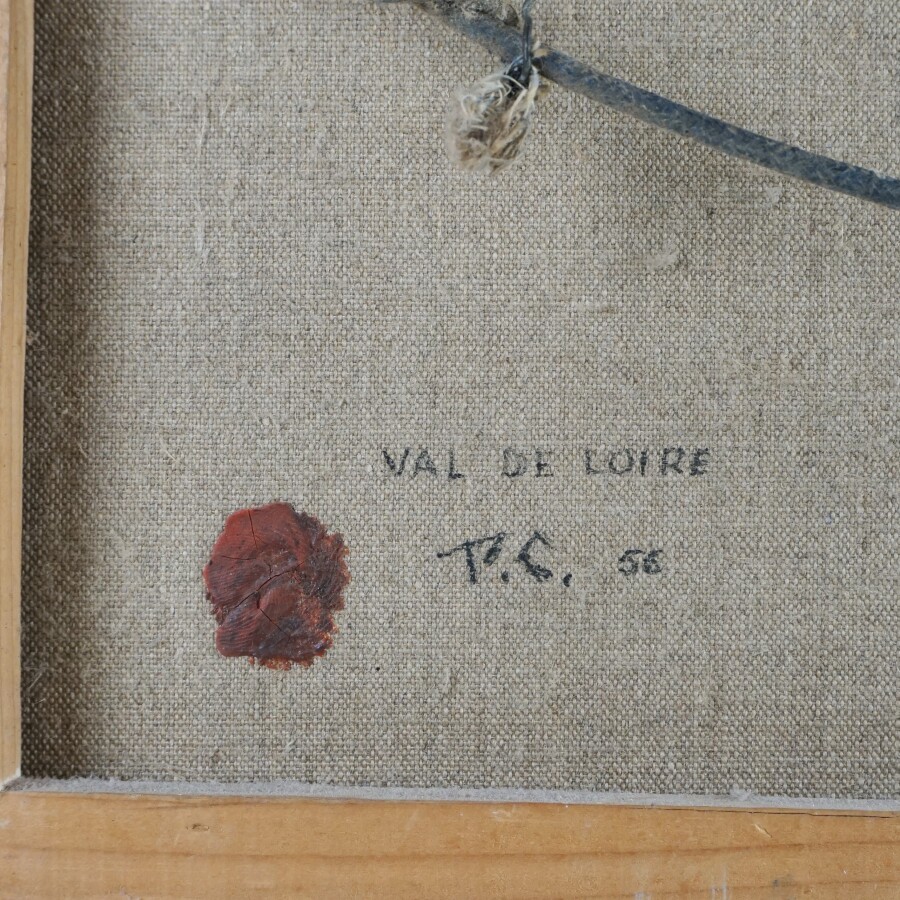 VAL DE LOIRE
P.C. 56